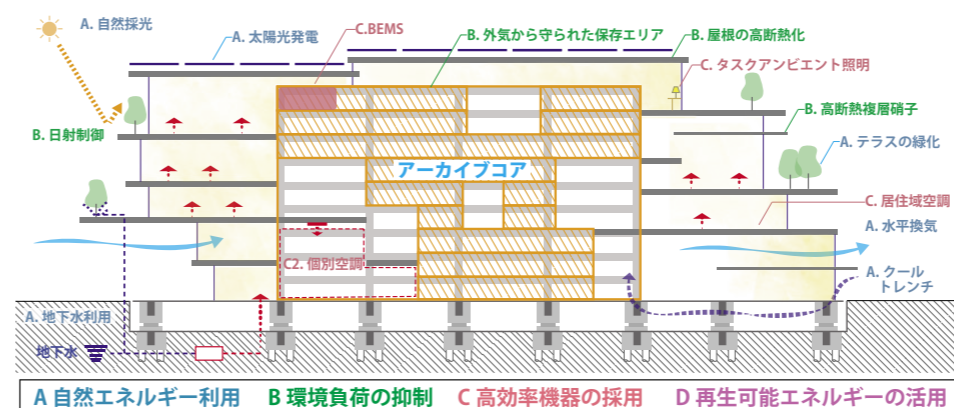 A. 自然採光
A. 太陽光発電
C.BEMS
B. 外気から守られた保存エリア
B. 屋根の高断熱化
C. タスクアンビエント照明
B. 高断熱複層硝子
B. 日射制御
A. テラスの緑化
アーカイブコア
C. 居住域空調
A. 水平換気
C2. 個別空調
A. クール
トレンチ
A. 地下水利用
地下水
A 自然エネルギー利用 B 環境負荷の抑制 C 高効率機器の採用 D 再生可能エネルギーの活用